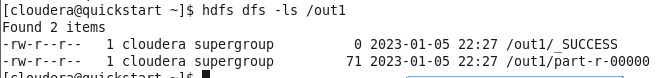 [cloudera@quickstart ~]$ hdfs dfs -ls /out1
Found 2 items
-rw-r--r--   1 cloudera supergroup          0 2023-01-05 22:27 /out1/_SUCCESS
-rw-r--r--   1 cloudera supergroup         71 2023-01-05 22:27 /out1/part-r-00000
[cloudera@quickstart ~]$